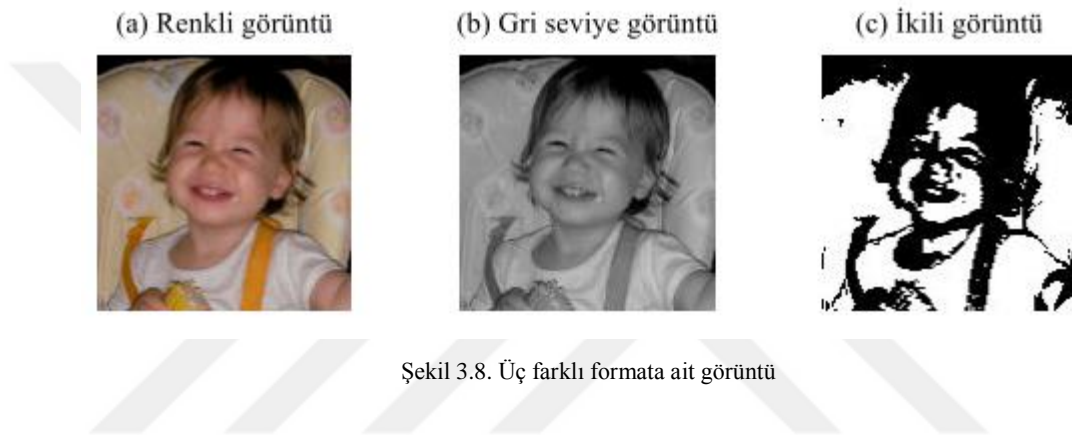 (a) Renkli görüntü (b) Gri seviye görüntü (c) İkili görüntü
Şekil 3.8. Üç farklı formata ait görüntü